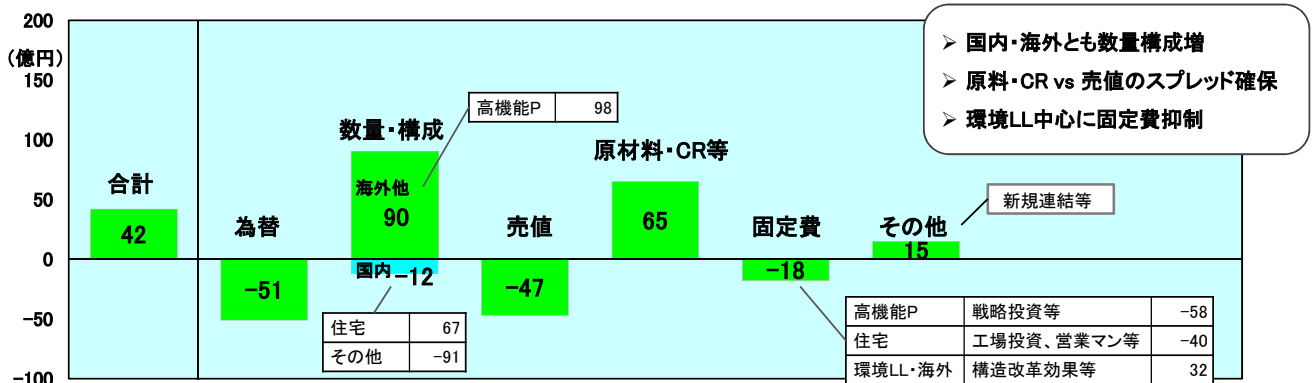 200
(億円)
150
100
50
0
-50
-100
➢ 国内・海外とも数量構成増
➢ 原料・CR vs 売値のスプレッド確保
➢ 環境LL中心に固定費抑制
合計
42
為替
-51
数量・構成
高機能P 98
海外他
90
国内 -12
住宅 67
その他 -91
売値
-47
原材料・CR等
65
固定費
-18
高機能P 戦略投資等 -58
住宅 工場投資、営業マン等 -40
環境LL・海外 構造改革効果等 32
その他
15
新規連結等